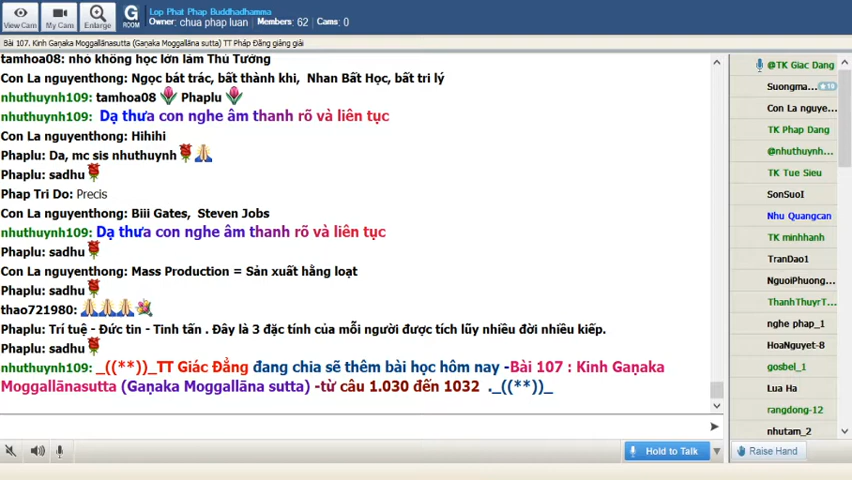 View Cam
My Cam
Enlarge
G
ROOM
Lop Phat Phap Buddhadhamma
Owner: chua phap luan Members: 62 Cams: 0
Bài 107. Kinh Gaṇaka Moggallānasutta (Gaṇaka Moggallāna sutta) TT Pháp Đăng giảng giải
tamhoa08: nhỏ không học lớn làm Thủ Tướng
Con La nguyenthong: Ngọc bát trác, bất thành khi, Nhan Bất Học, bất tri lý
nhuthuynh109: tamhoa08 Phaplu
nhuthuynh109: Dạ thưa con nghe âm thanh rõ và liên tục
Con La nguyenthong: Hihihi
Phaplu: Da, mc sis nhuthuynh
Phaplu: sadhu
Phap Tri Do: Precis
Con La nguyenthong: Biii Gates, Steven Jobs
nhuthuynh109: Dạ thưa con nghe âm thanh rõ và liên tục
Phaplu: sadhu
Con La nguyenthong: Mass Production = Sản xuất hằng loạt
Phaplu: sadhu
thao721980:
Phaplu: Trí tuệ - Đức tin - Tinh tấn . Đây là 3 đặc tính của mỗi người được tích lũy nhiều đời nhiều kiếp.
Phaplu: sadhu
nhuthuynh109: _((**))_TT Giác Đẳng đang chia sẽ thêm bài học hôm nay -Bài 107 : Kinh Gaṇaka
Moggallānasutta (Gaṇaka Moggallāna sutta) -từ câu 1.030 đến 1032 ._((**))_
@TK Giac Dang
Suongma... 10
Con La nguye...
TK Phap Dang
@nhuthuynh...
TK Tue Sieu
SonSuoI
Nhu Quangcan
TK minhhanh
TranDao1
NguoiPhuong...
ThanhThuyrT...
nghe phap_1
HoaNguyet-8
gosbel_1
Lua Ha
rangdong-12
nhutam_2
Hold to Talk
Raise Hand